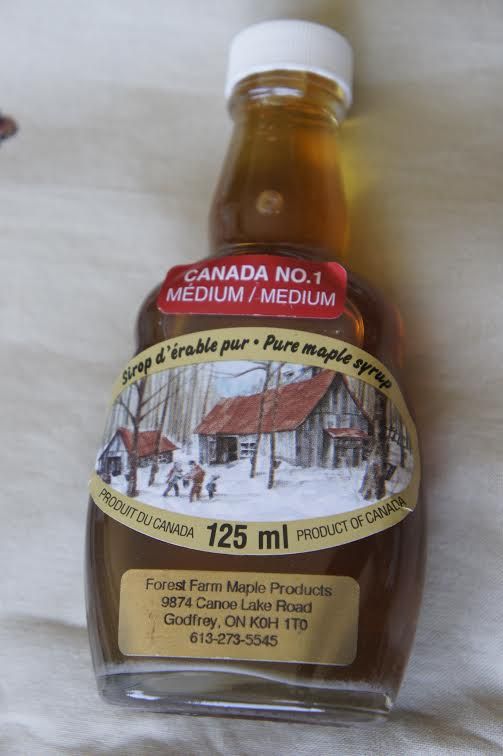 CANADA NO.1
MÉDIUM / MEDIUM
Sirop d'érable pur • Pure maple syrup
PRODUIT DU CANADA 125 ml PRODUCT OF CANADA
Forest Farm Maple Products
9874 Canoe Lake Road
Godfrey, ON K0H 1T0
613-273-5545